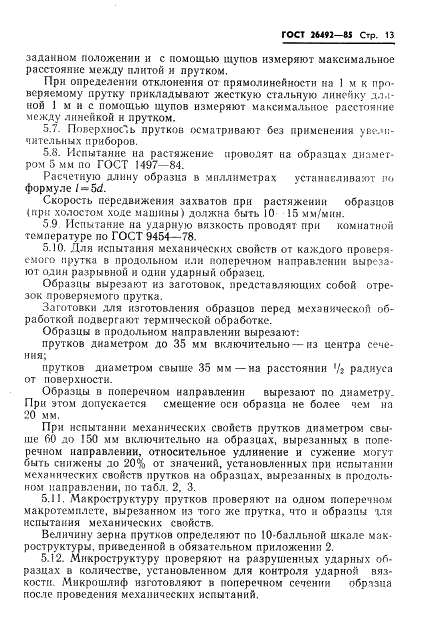 ГОСТ 26492—85 Стр. 13
заданном положении и с помощью щупов измеряют максимальное
расстояние между плитой и прутком.
При определении отклонения от прямолинейности на 1 м к про-
веряемому прутку прикладывают жесткую стальную линейку дли-
ной 1 м и с помощью щупов измеряют максимальное расстояние
между линейкой и прутком.
5.7. Поверхность прутков осматривают без применения увели-
чительных приборов.
5.8. Испытание на растяжение проводят на образцах диамет-
ром 5 мм по ГОСТ 1497—84.
Расчетную длину образца в миллиметрах устанавливают по
формуле l=5d.
Скорость передвижения захватов при растяжении образцов
(при холостом ходе машины) должна быть 10—15 мм/мин.
5.9. Испытание на ударную вязкость проводят при комнатной
температуре по ГОСТ 9454—78.
5.10. Для испытания механических свойств от каждого проверя-
емого прутка в продольном или поперечном направлении выреза-
ют один разрывной и один ударный образец.
Образцы вырезают из заготовок, представляющих собой отре-
зок проверяемого прутка.
Заготовки для изготовления образцов перед механической об-
работкой подвергают термической обработке.
Образцы в продольном направлении вырезают:
прутков диаметром до 35 мм включительно — из центра сече-
ния;
прутков диаметром свыше 35 мм — на расстоянии 1/2 радиуса
от поверхности.
Образцы в поперечном направлении вырезают по диаметру.
При этом допускается смещение оси образца не более чем на
20 мм.
При испытании механических свойств прутков диаметром свы-
ше 60 до 150 мм включительно на образцах, вырезанных в попе-
речном направлении, относительное удлинение и сужение могут
быть снижены до 20% от значений, установленных при испытании
механических свойств прутков на образцах, вырезанных в продоль-
ном направлении, по табл. 2, 3.
5.11. Макроструктуру прутков проверяют на одном поперечном
макротемплете, вырезанном из того же прутка, что и образцы для
испытания механических свойств.
Величину зерна прутков определяют по 10-балльной шкале мак-
роструктуры, приведенной в обязательном приложении 2.
5.12. Микроструктуру проверяют на разрушенных ударных об-
разцах в количестве, установленном для контроля ударной вяз-
кости. Микрошлиф изготовляют в поперечном сечении образца
после проведения механических испытаний.